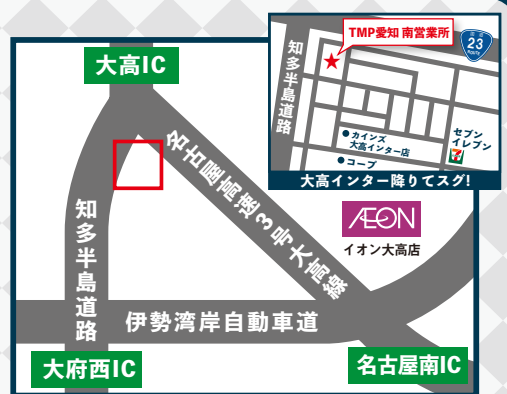 TMP愛知 南営業所
国道
23
ROUTE
知多半島道路
カインズ
大高インター店
コープ
セブン
イレブン
7
大高インター降りてスグ!
大高IC
名古屋高速3号大高線
知多半島道路
AEON
イオン大高店
伊勢湾岸自動車道
大府西IC
名古屋南IC